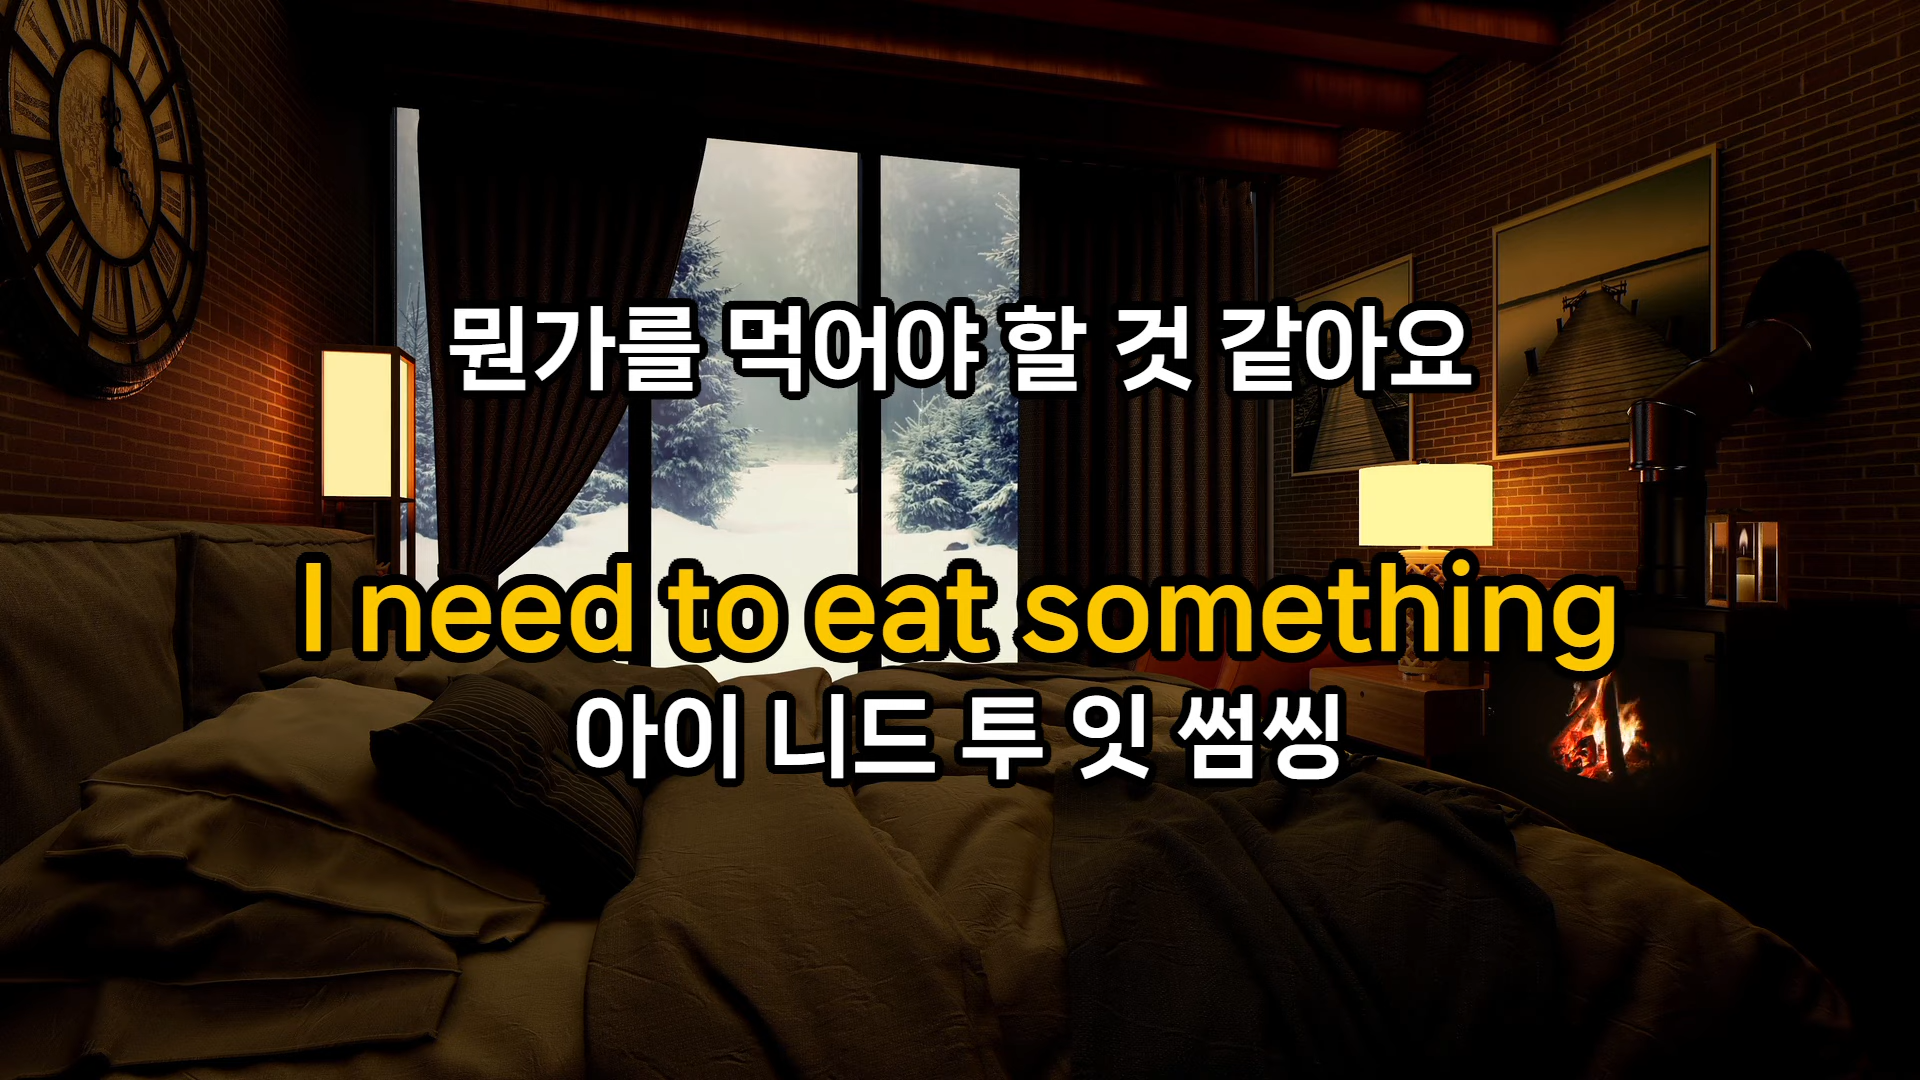 뭔가를 먹어야 할 것 같아요
I need to eat something
아이 니드 투 잇 썸씽